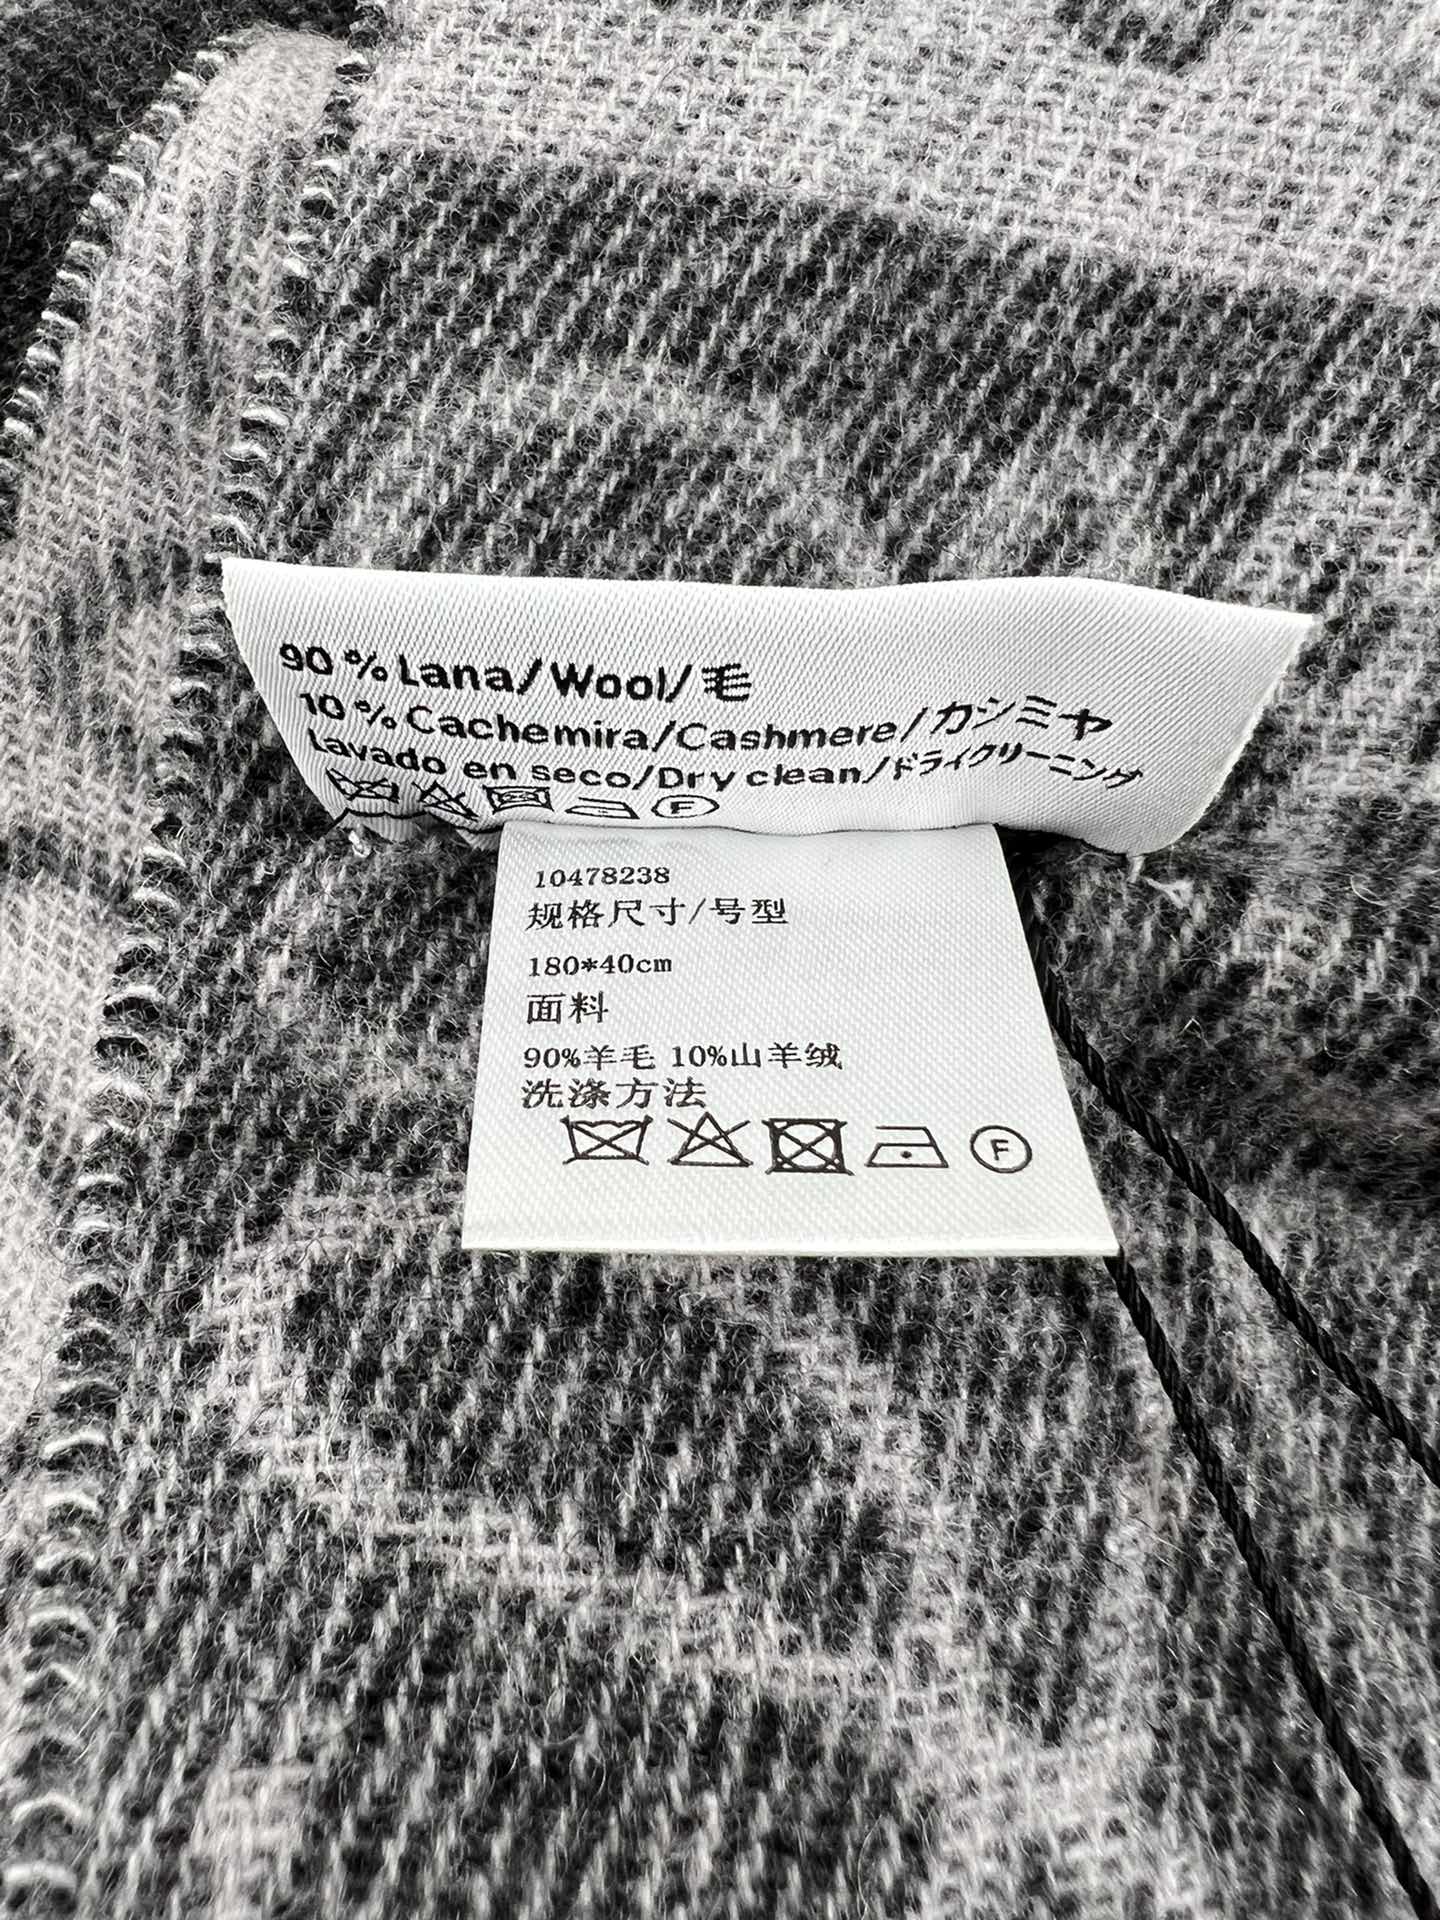 90% Lana/Wool/毛
10% Cachemira/Cashmere/カシミヤ
Lavado en seco/Dry clean/ドライクリーニング
F
10478238
规格尺寸/号型
180*40cm
面料
90%羊毛 10%山羊绒
洗涤方法
F